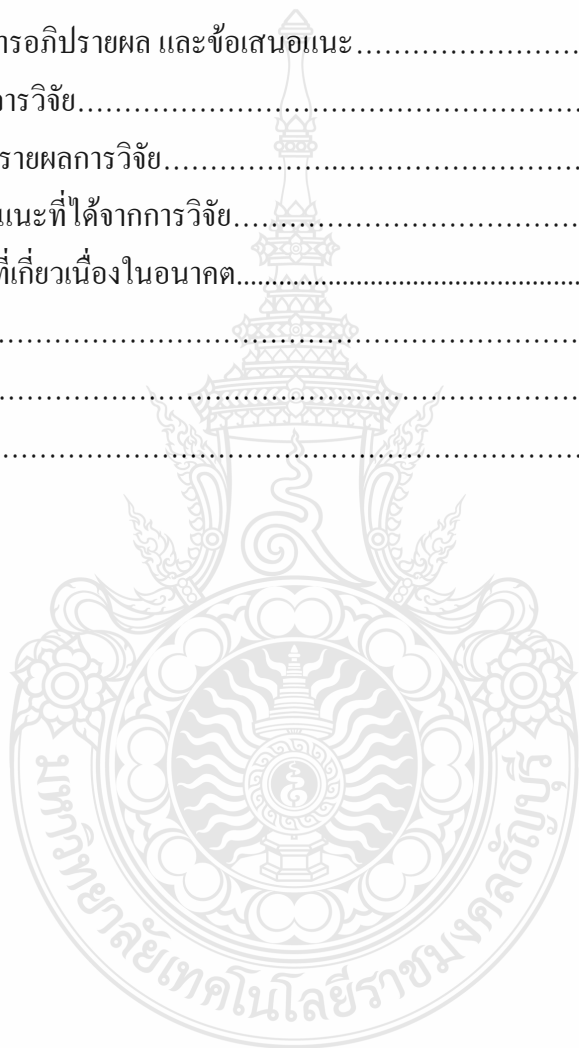 ารอภิปรายผล และข้อเสนอแนะ……………………
การวิจัย………………………………………………
รายผลการวิจัย………………………………………
แนะที่ได้จากการวิจัย…………………………………
ที่เกี่ยวเนื่องในอนาคต......................................................
………………………………………………………
………………………………………………………
………………………………………………………
มหาวิทยาลัยเทคโนโลยีราชมงคลธัญบุรี